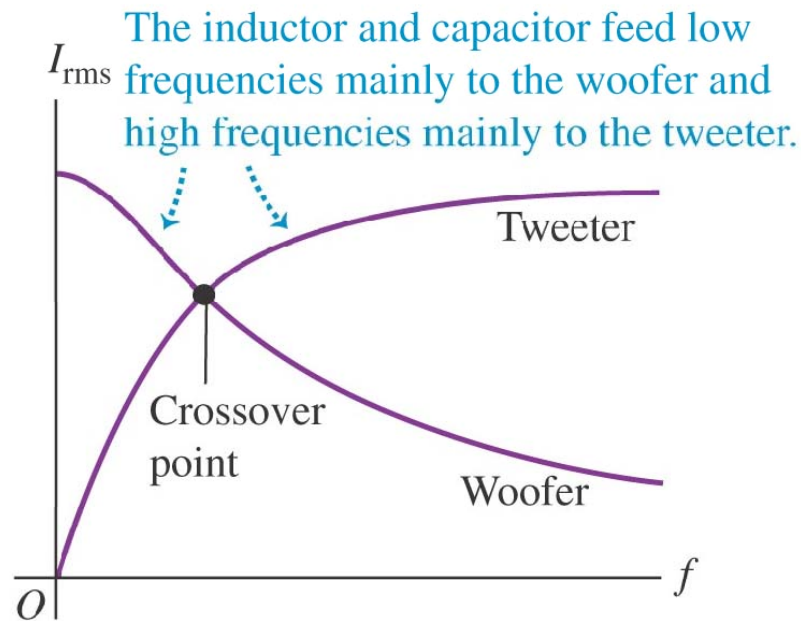 The inductor and capacitor feed low
I_rms frequencies mainly to the woofer and
high frequencies mainly to the tweeter.
Tweeter
Crossover
point
Woofer
f
O